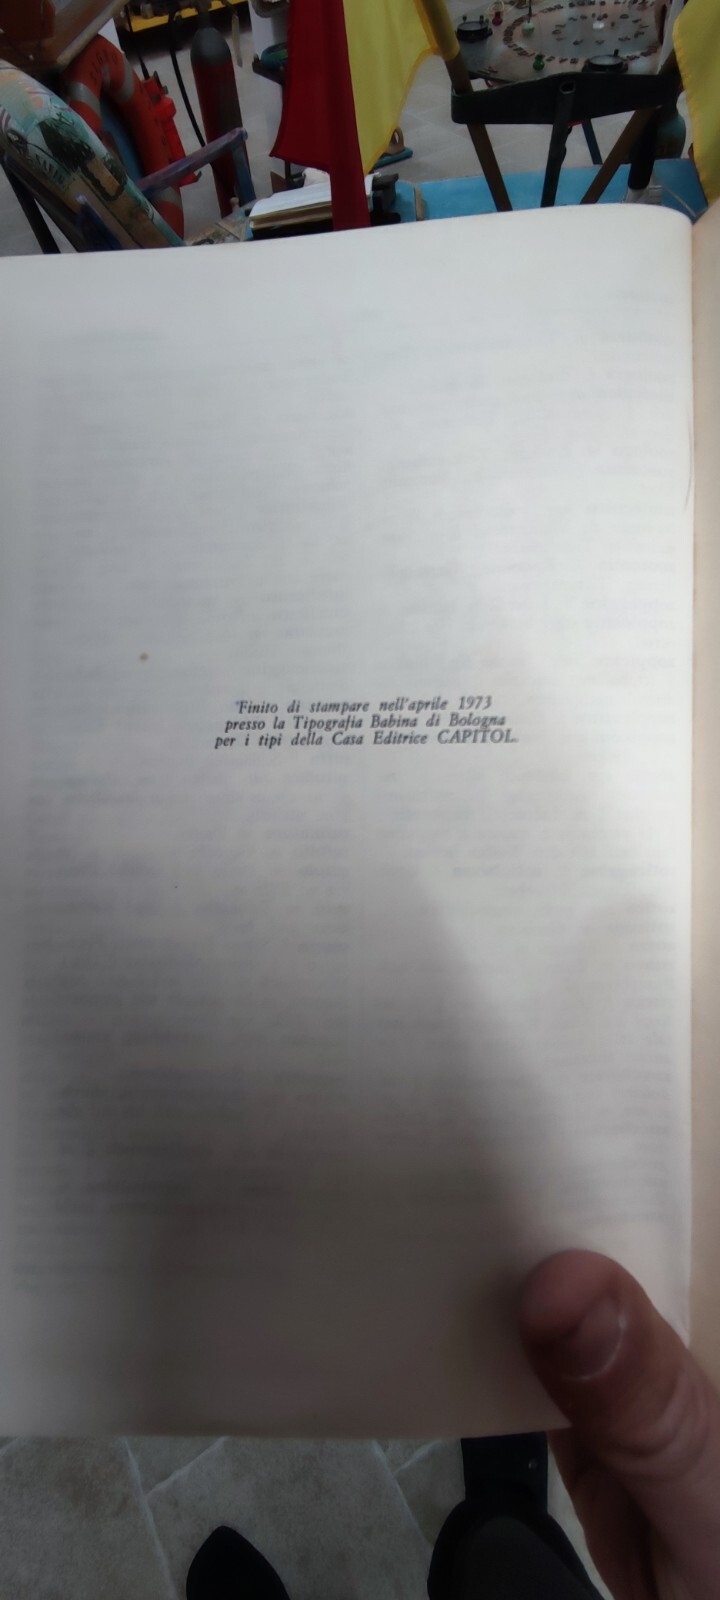 Finito di stampare nell'aprile 1973
presso la Tipografia Babina di Bologna
per i tipi della Casa Editrice CAPITOL.